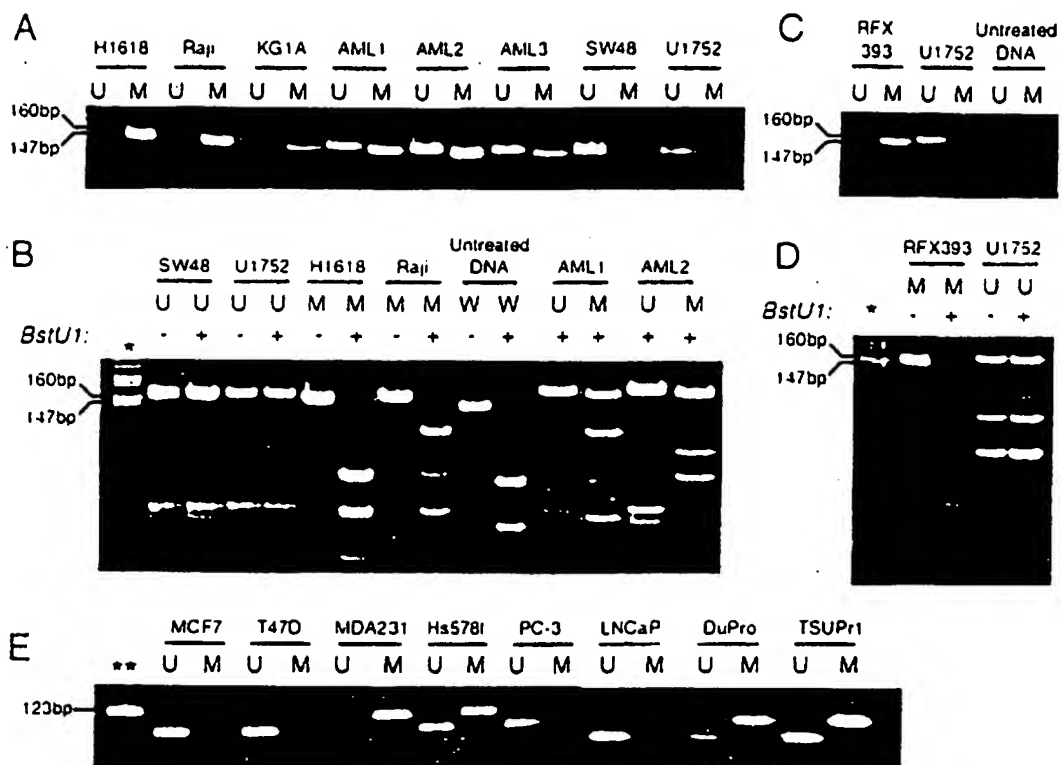 A
H1618 Raji KG1A AML1 AML2 AML3 SW48 U1752
U M U M U M U M U M U M U M U M
160bp
147bp
C
RFX
393 U1752 Untreated
DNA
U M U M U M
160bp
147bp
B
SW48 U1752 H1618 Raji Untreated
DNA AML1 AML2
U U U U M M M M W W U M U M
BstU1: - + - + - + - + - + + + + +
*
160bp
147bp
D
RFX393 U1752
M M U U
BstU1: * - + - +
160bp
147bp
E
MCF7 T47D MDA231 Hs578t PC-3 LNCaP DuPro TSUPr1
** U M U M U M U M U M U M U M U M
123bp